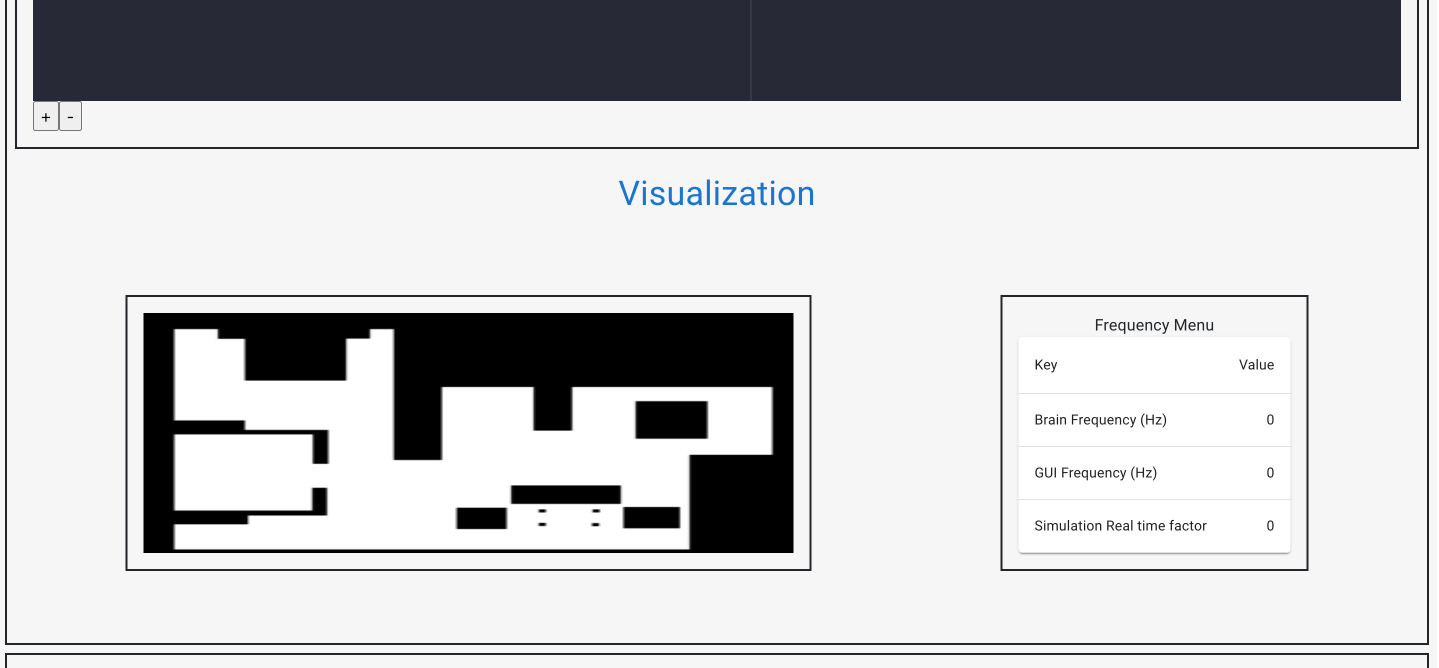 + -
Visualization
Frequency Menu
Key Value
Brain Frequency (Hz) 0
GUI Frequency (Hz) 0
Simulation Real time factor 0